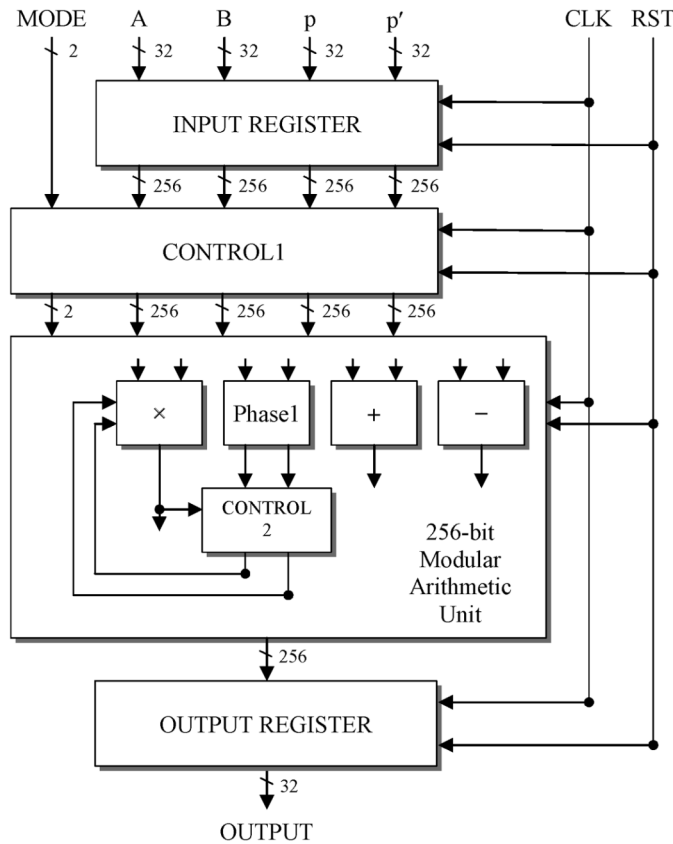 MODE A B p p′ CLK RST
2 32 32 32 32
INPUT REGISTER
256 256 256 256
CONTROL1
2 256 256 256 256
× Phase1 + −
CONTROL
2
256-bit
Modular
Arithmetic
Unit
256
OUTPUT REGISTER
32
OUTPUT